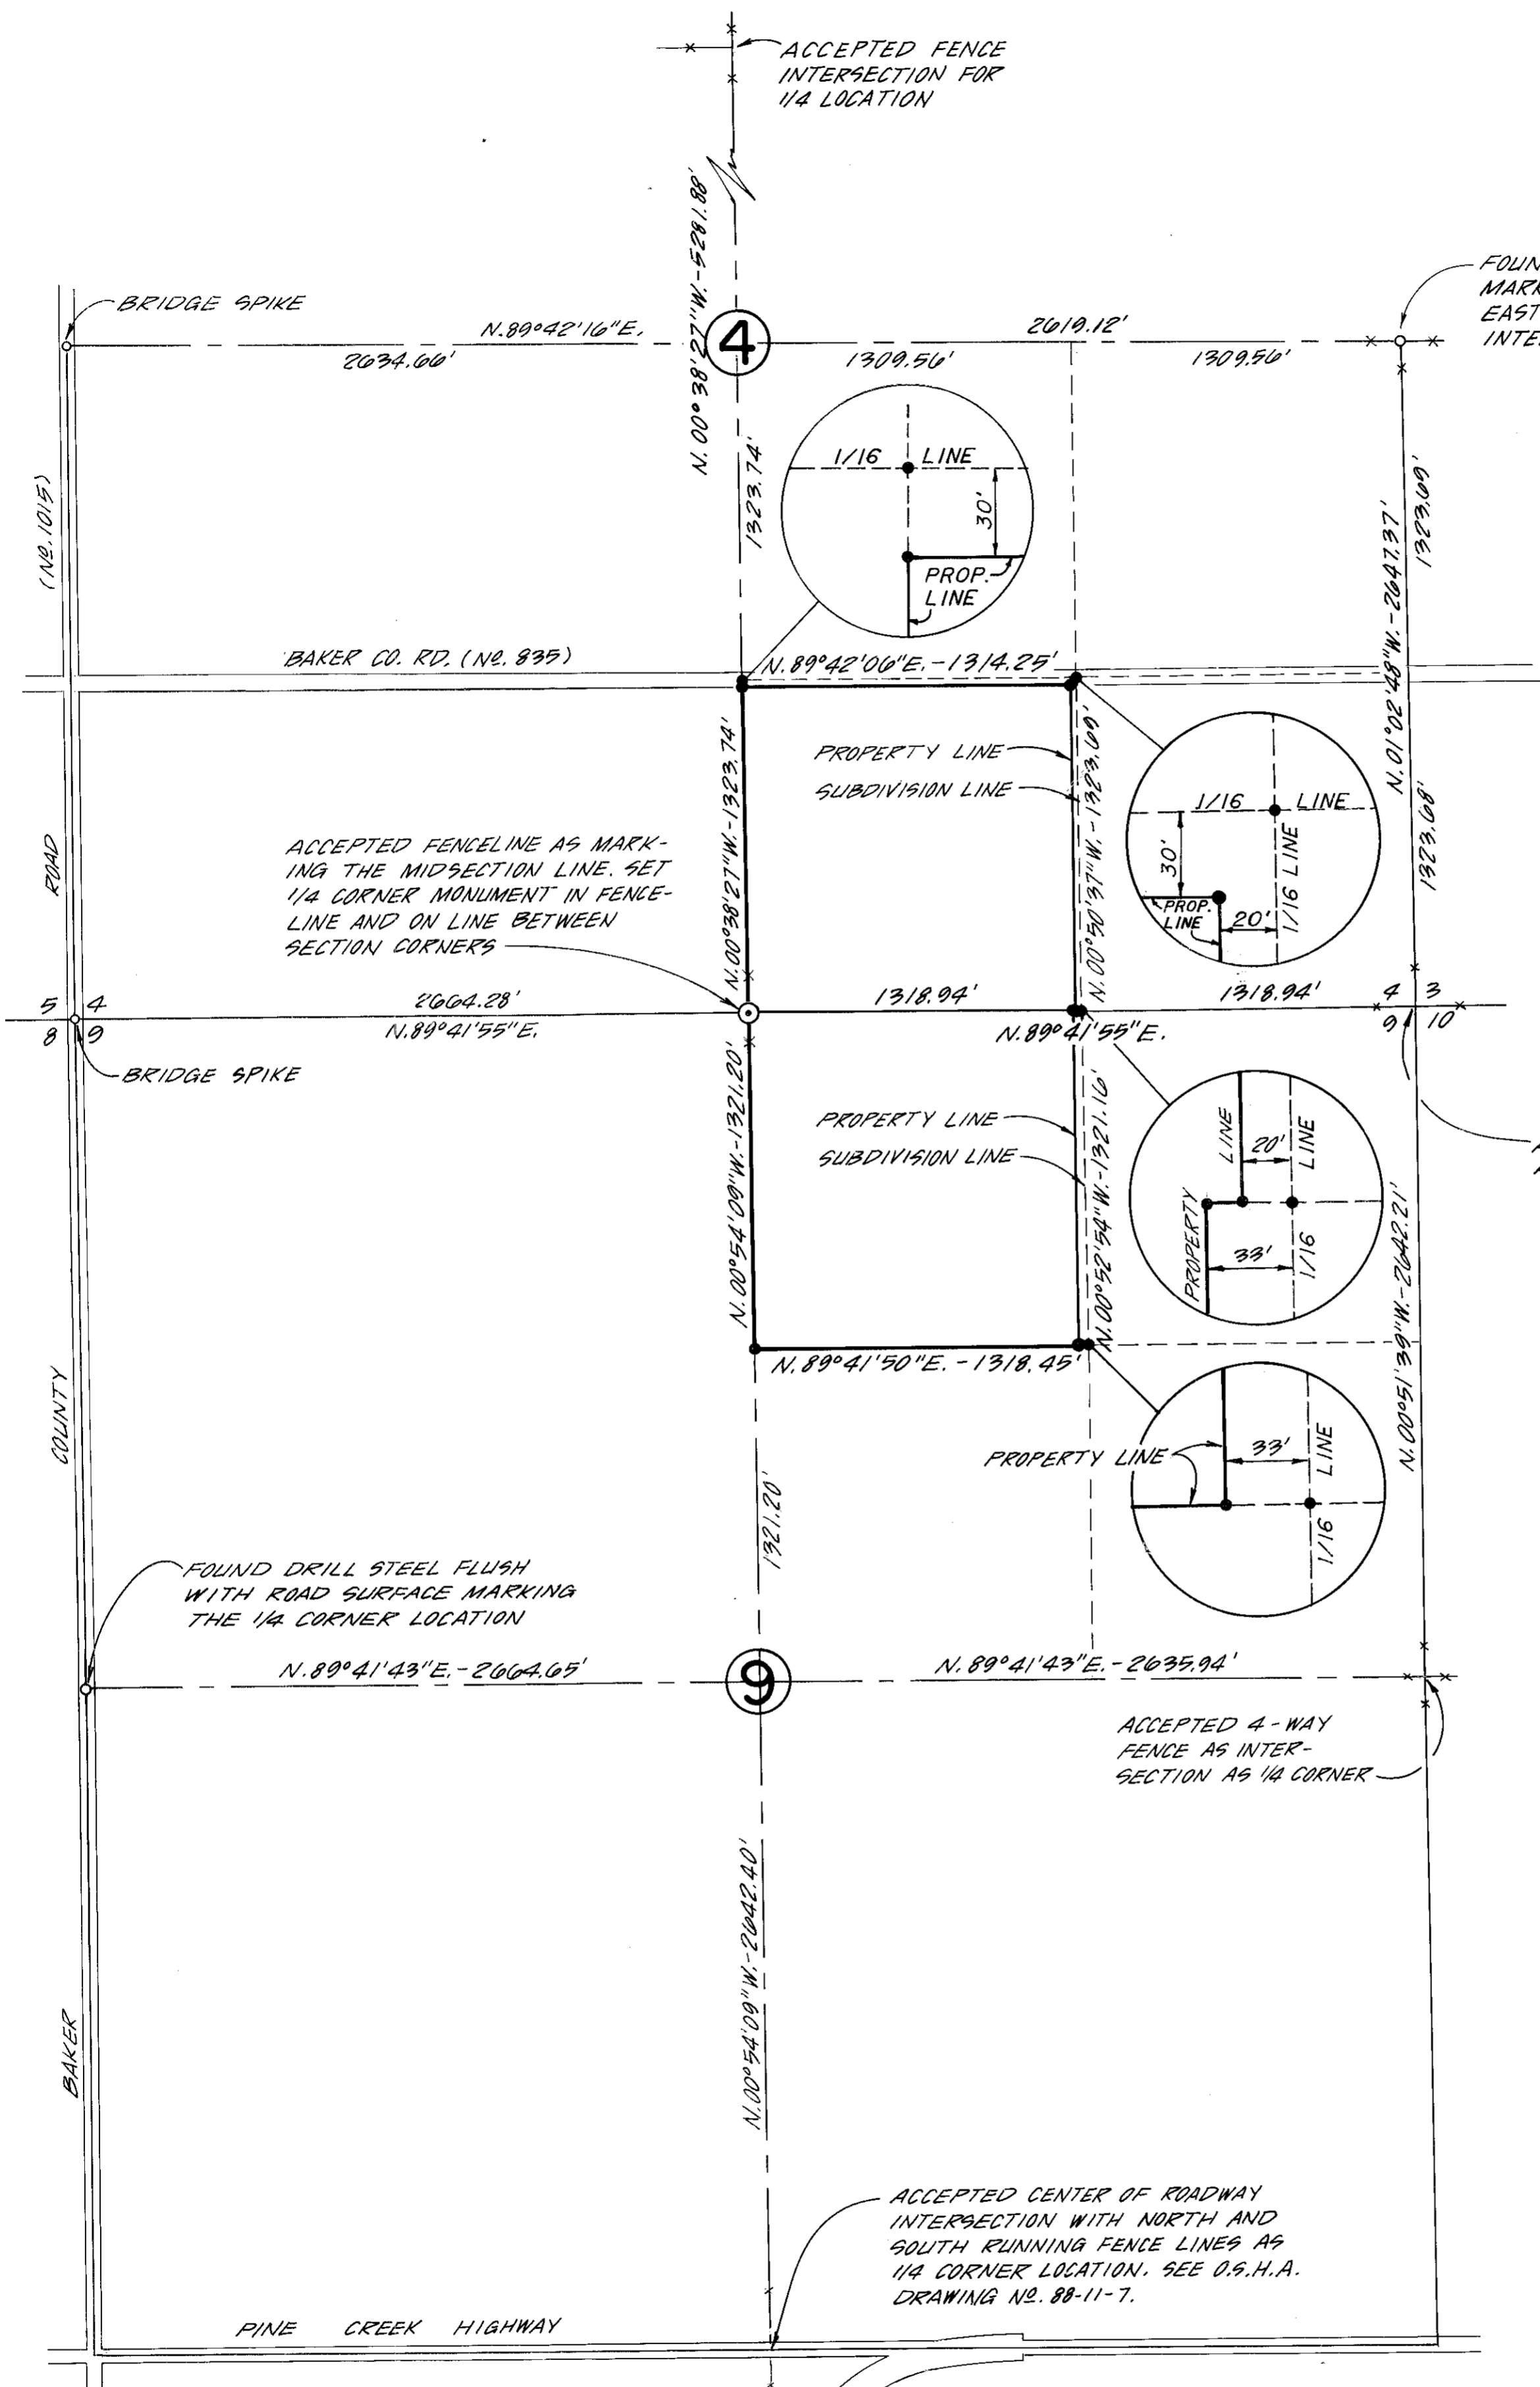 ACCEPTED FENCE
INTERSECTION FOR
1/4 LOCATION
N.00°38'27"W.-5281.88'
BRIDGE SPIKE
N.89°42'16"E.
2634.66'
4
2619.12'
1309.56'
1309.56'
FOUN
MARK
EAST
INTE
(NO. 1015)
1323.74'
1/16 LINE
30'
PROP.
LINE
N.01°02'48"W.-2647.37'
1323.69'
BAKER CO. RD. (NO. 835)
N.89°42'06"E.-1314.25'
N.00°38'27"W.-1323.74'
PROPERTY LINE
SUBDIVISION LINE
N.00°50'37"W.-1323.69'
1/16 LINE
30'
PROP.
LINE
20'
1/16 LINE
1323.68'
ROAD
ACCEPTED FENCELINE AS MARK-
ING THE MIDSECTION LINE. SET
1/4 CORNER MONUMENT IN FENCE-
LINE AND ON LINE BETWEEN
SECTION CORNERS
5 4
8 9
2664.28'
N.89°41'55"E.
1318.94'
1318.94'
N.89°41'55"E.
4 3
9 10
BRIDGE SPIKE
N.00°54'09"W.-1321.20'
PROPERTY LINE
SUBDIVISION LINE
N.00°52'54"W.-1321.16'
PROPERTY LINE
20'
33'
1/16 LINE
N.00°51'39"W.-2642.21'
N.89°41'50"E.-1318.45'
COUNTY
PROPERTY LINE
33'
1/16 LINE
1321.20'
FOUND DRILL STEEL FLUSH
WITH ROAD SURFACE MARKING
THE 1/4 CORNER LOCATION
N.89°41'43"E.-2664.65'
9
N.89°41'43"E.-2635.94'
ACCEPTED 4-WAY
FENCE AS INTER-
SECTION AS 1/4 CORNER
N.00°54'09"W.-2642.40'
BAKER
ACCEPTED CENTER OF ROADWAY
INTERSECTION WITH NORTH AND
SOUTH RUNNING FENCE LINES AS
1/4 CORNER LOCATION. SEE O.S.H.A.
DRAWING NO. 88-11-7.
PINE CREEK HIGHWAY